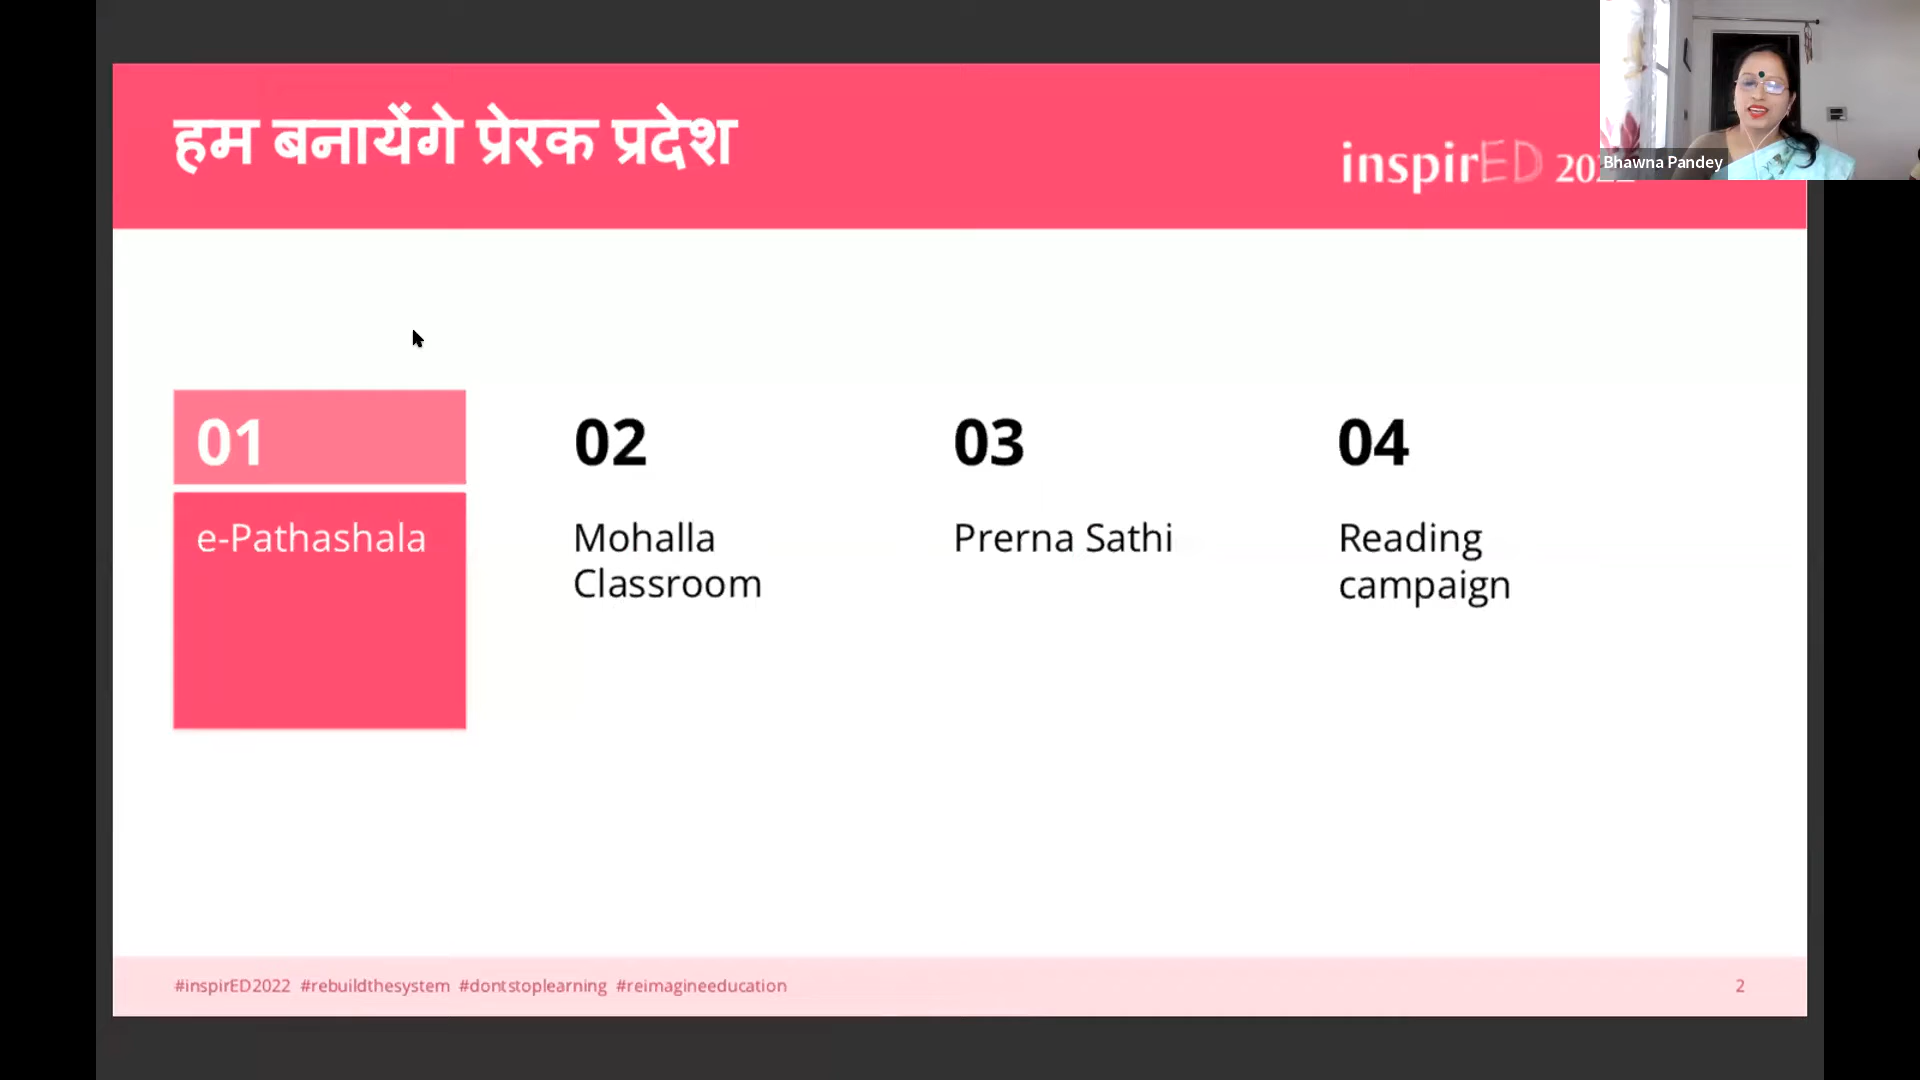 हम बनायेंगे प्रेरक प्रदेश
inspirED
Bhawna Pandey
01
e-Pathashala
02
Mohalla
Classroom
03
Prerna Sathi
04
Reading
campaign
#inspirED2022 #rebuildthesystem #dontstoplearning #reimagineeducation
2